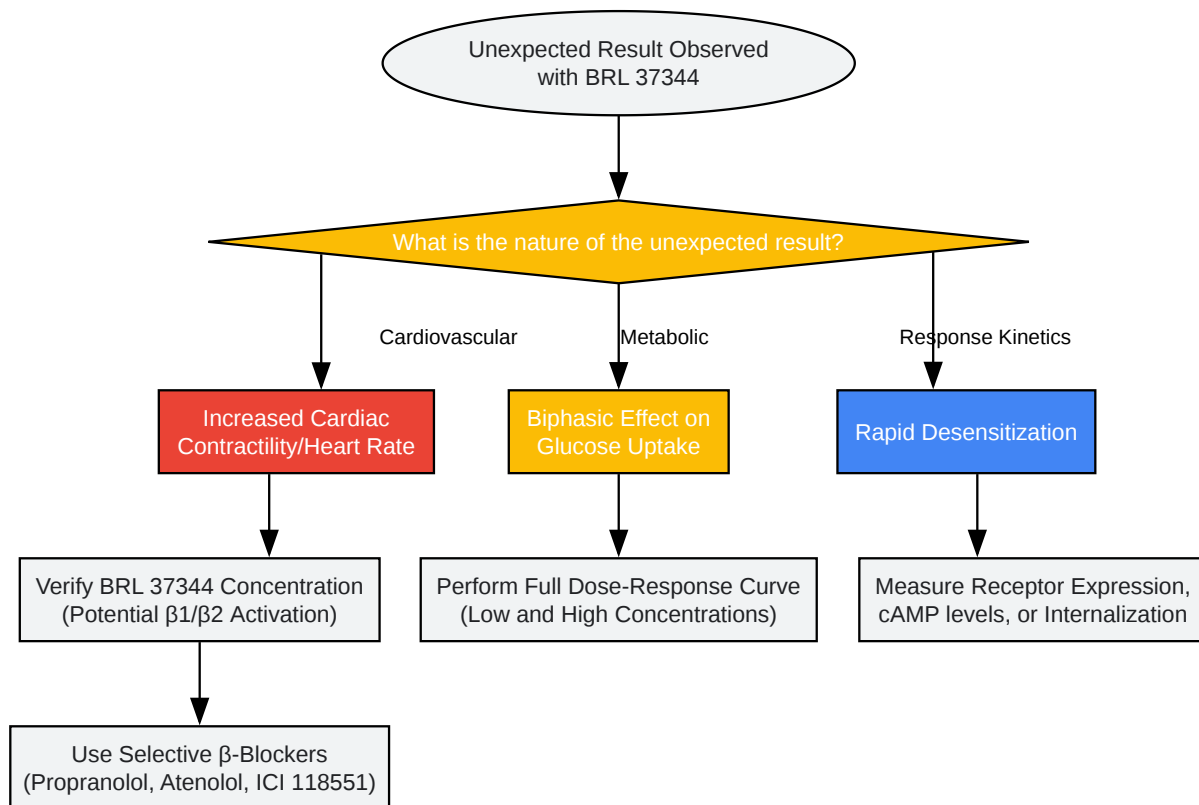 Unexpected Result Observed
with BRL 37344
What is the nature of the unexpected result?
Cardiovascular
Metabolic
Response Kinetics
Increased Cardiac
Contractility/Heart Rate
Biphasic Effect on
Glucose Uptake
Rapid Desensitization
Verify BRL 37344 Concentration
(Potential β1/β2 Activation)
Perform Full Dose-Response Curve
(Low and High Concentrations)
Measure Receptor Expression,
cAMP levels, or Internalization
Use Selective β-Blockers
(Propranolol, Atenolol, ICI 118551)